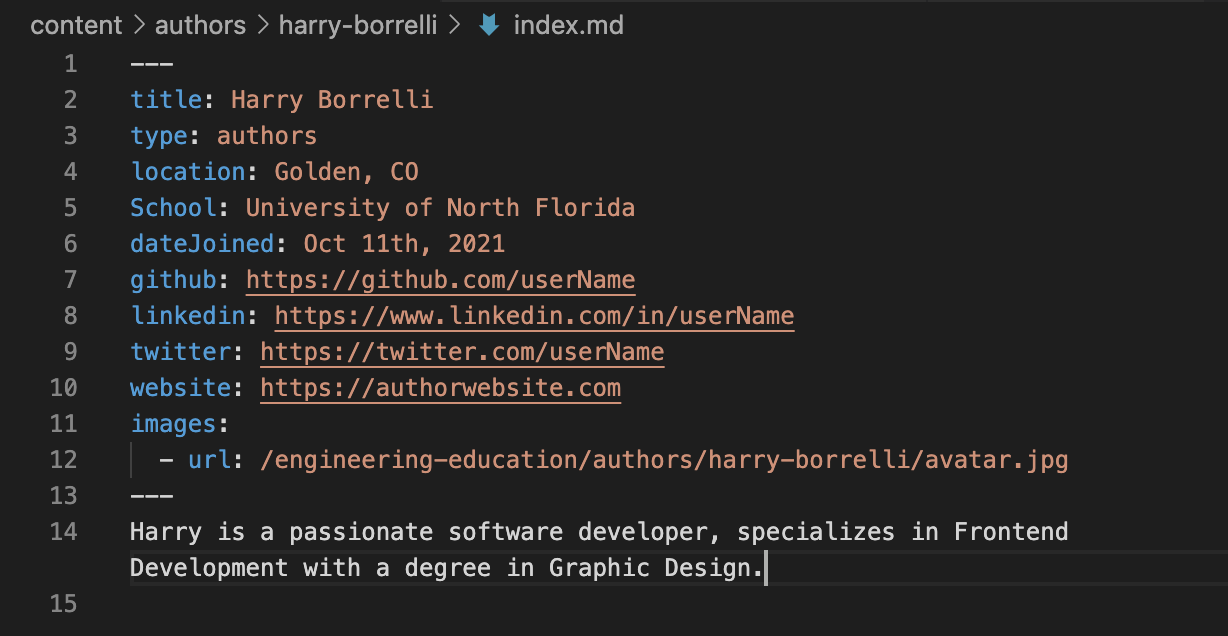 content > authors > harry-borrelli > index.md
1 ---
2 title: Harry Borrelli
3 type: authors
4 location: Golden, CO
5 School: University of North Florida
6 dateJoined: Oct 11th, 2021
7 github: https://github.com/userName
8 linkedin: https://www.linkedin.com/in/userName
9 twitter: https://twitter.com/userName
10 website: https://authorwebsite.com
11 images:
12   - url: /engineering-education/authors/harry-borrelli/avatar.jpg
13 ---
14 Harry is a passionate software developer, specializes in Frontend
Development with a degree in Graphic Design.
15